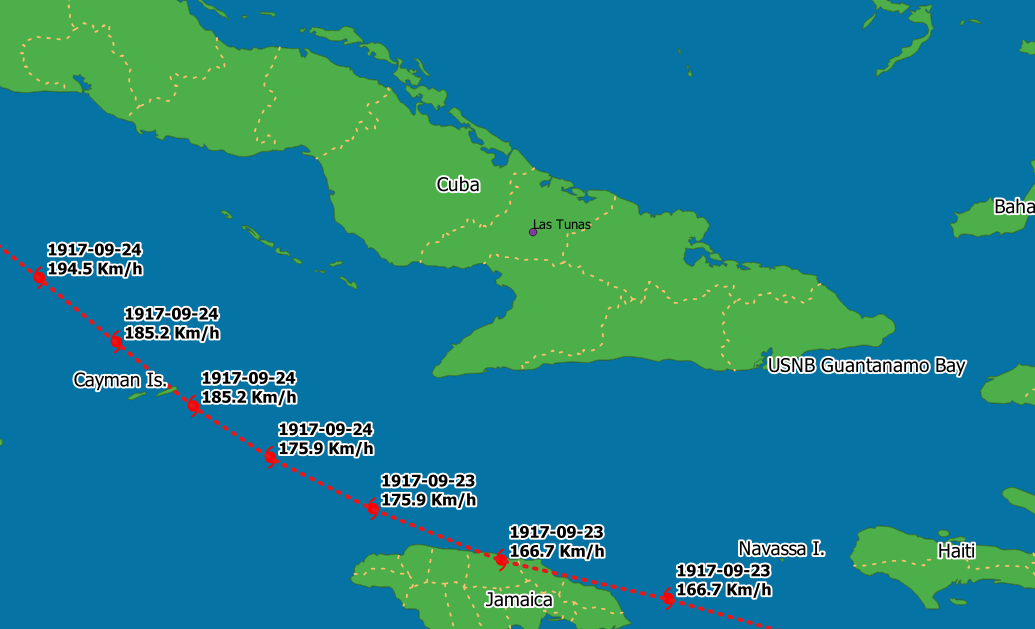 Cuba
Baha
Las Tunas
1917-09-24
194.5 Km/h
1917-09-24
185.2 Km/h
USNB Guantanamo Bay
Cayman Is.
1917-09-24
185.2 Km/h
1917-09-24
175.9 Km/h
1917-09-23
175.9 Km/h
1917-09-23
166.7 Km/h
Navassa I.
Haiti
1917-09-23
166.7 Km/h
Jamaica